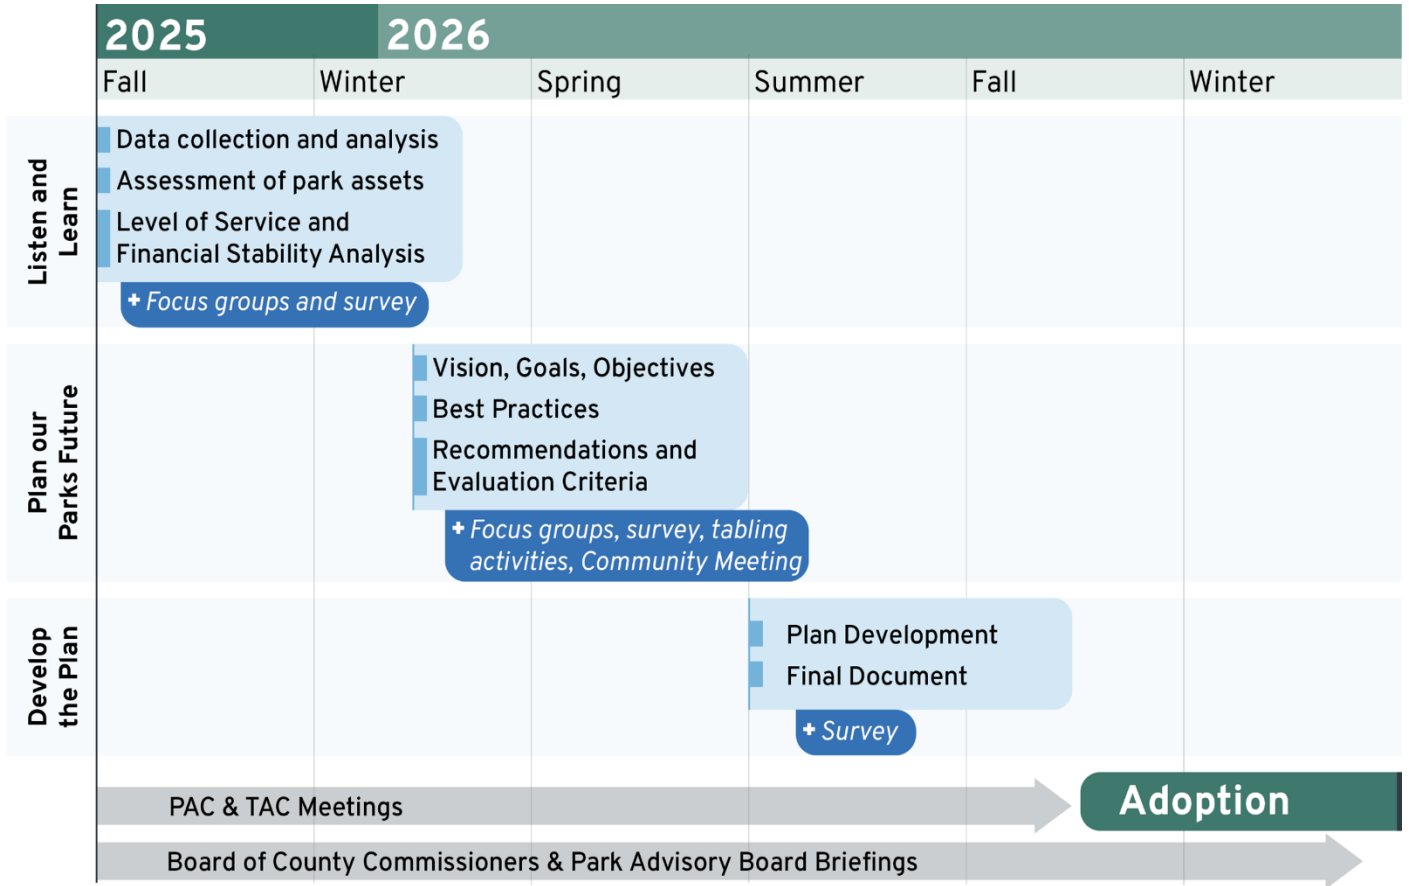 2025 2026
Fall Winter Spring Summer Fall Winter
Listen and
Learn
Data collection and analysis
Assessment of park assets
Level of Service and
Financial Stability Analysis
+ Focus groups and survey
Plan our
Parks Future
Vision, Goals, Objectives
Best Practices
Recommendations and
Evaluation Criteria
+ Focus groups, survey, tabling
activities, Community Meeting
Develop
the Plan
Plan Development
Final Document
+ Survey
PAC & TAC Meetings
Adoption
Board of County Commissioners & Park Advisory Board Briefings